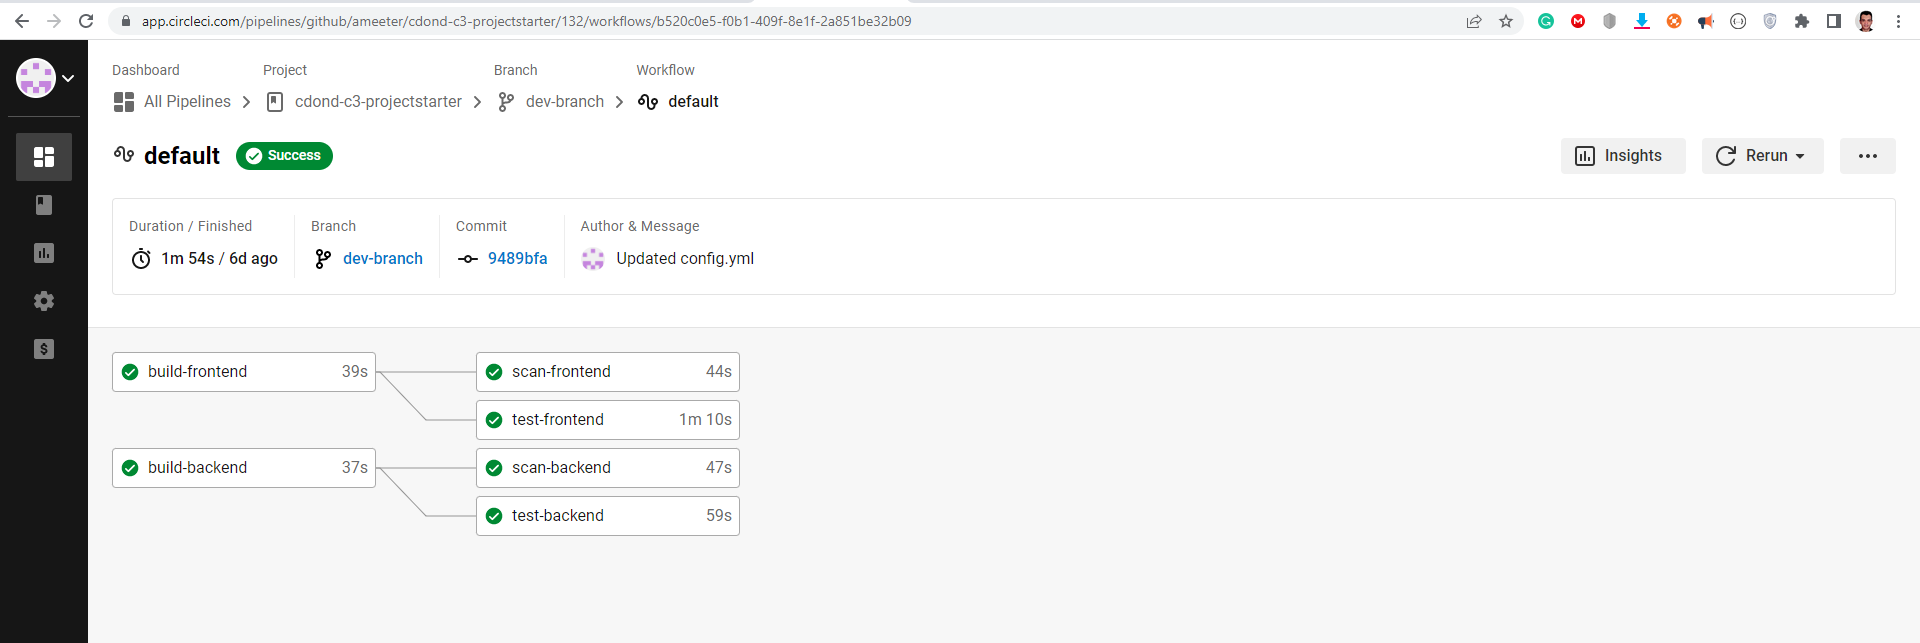 app.circleci.com/pipelines/github/ameeter/cdond-c3-projectstarter/132/workflows/b520c0e5-f0b1-409f-8e1f-2a851be32b09
Dashboard Project Branch Workflow
All Pipelines cdond-c3-projectstarter dev-branch default
default Success Insights Rerun
Duration / Finished Branch Commit Author & Message
1m 54s / 6d ago dev-branch 9489bfa Updated config.yml
build-frontend 39s scan-frontend 44s
test-frontend 1m 10s
build-backend 37s scan-backend 47s
test-backend 59s